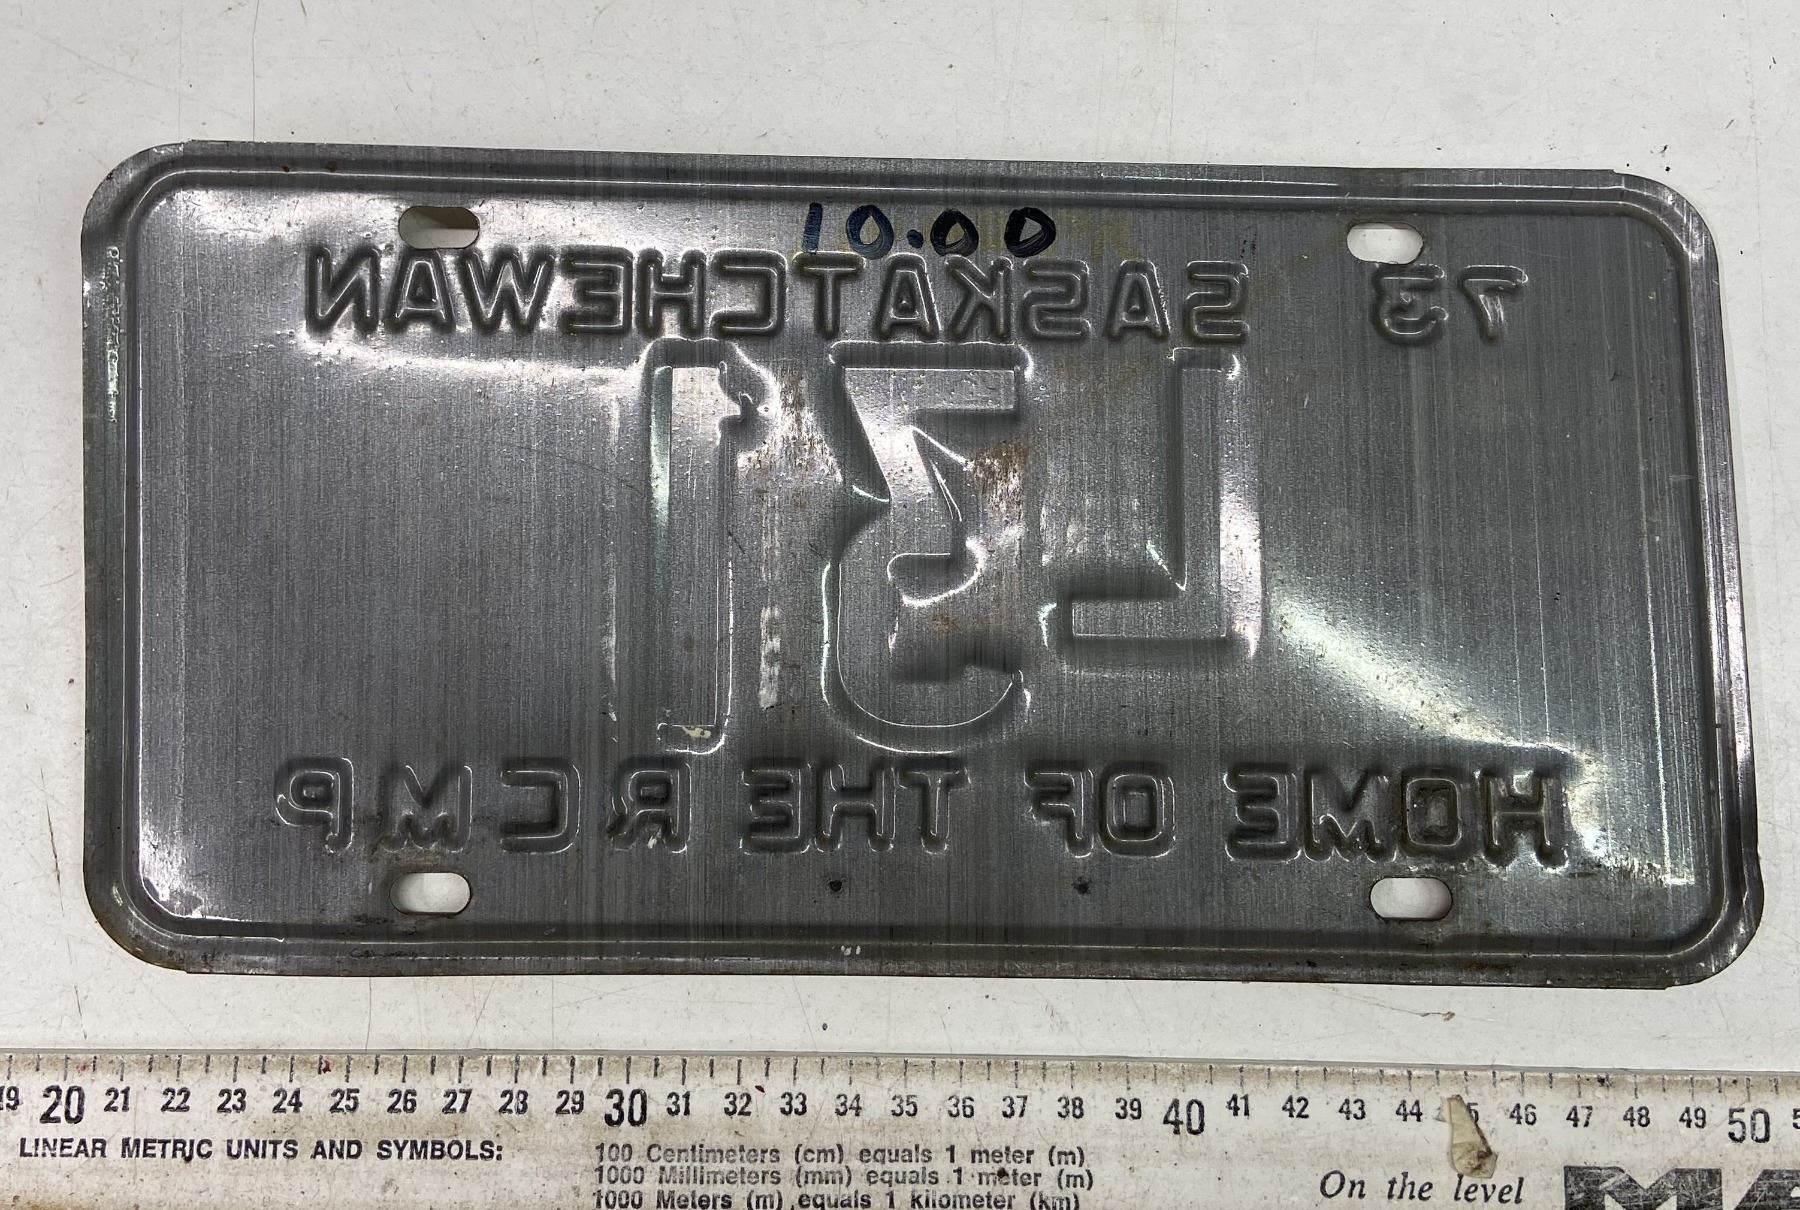 10.00
73 SASKATCHEWAN
L31
HOME OF THE RCMP
19 20 21 22 23 24 25 26 27 28 29 30 31 32 33 34 35 36 37 38 39 40 41 42 43 44 45 46 47 48 49 50
LINEAR METRIC UNITS AND SYMBOLS:
100 Centimeters (cm) equals 1 meter (m)
1000 Millimeters (mm) equals 1 meter (m)
1000 Meters (m) equals 1 kilometer (km)
On the level